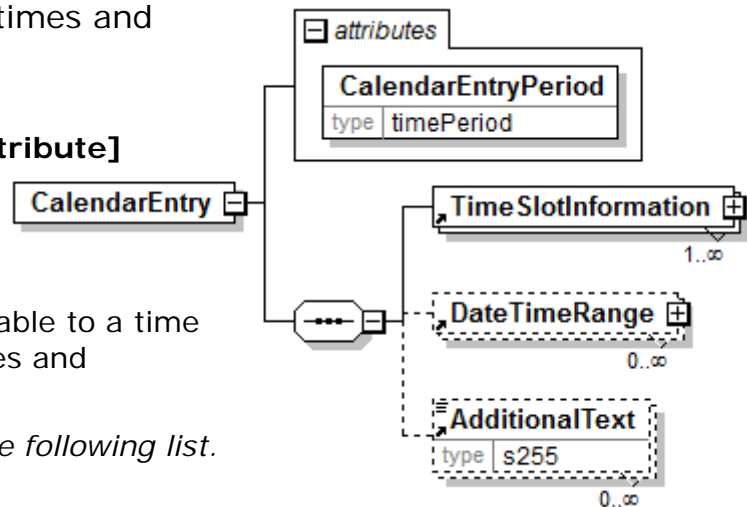 times and
attributes
CalendarEntryPeriod
type timePeriod
tribute]
CalendarEntry
TimeSlotInformation
1..∞
able to a time
es and
DateTimeRange
0..∞
e following list.
AdditionalText
type s255
0..∞